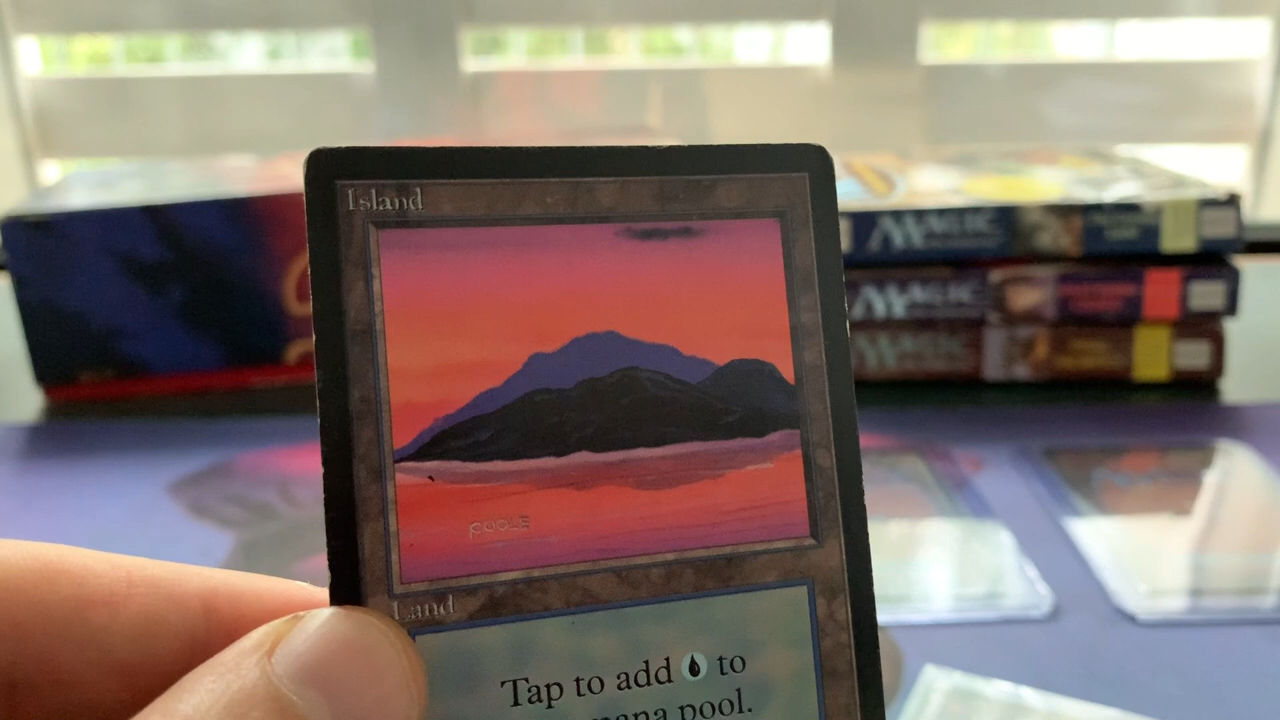 Island
POOLE
Land
Tap to add to
mana pool.
MAGIC
MAGIC
MAGIC